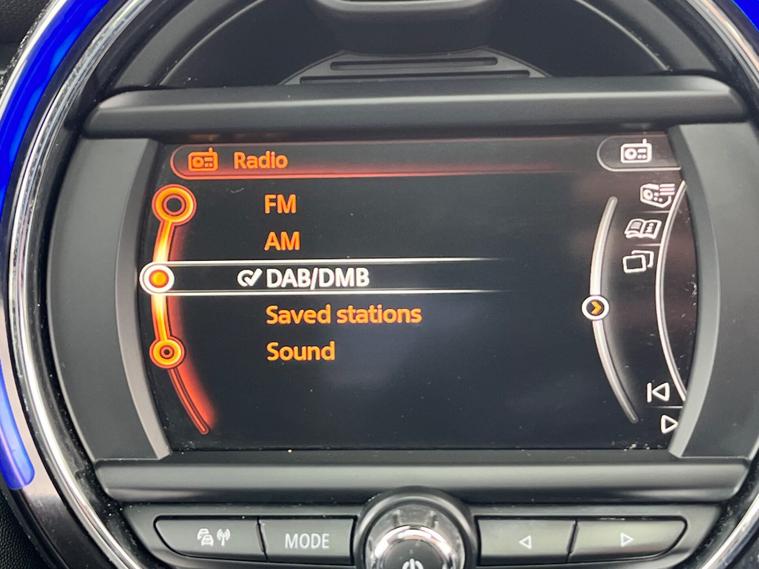 Radio
FM
AM
DAB/DMB
Saved stations
Sound
MODE